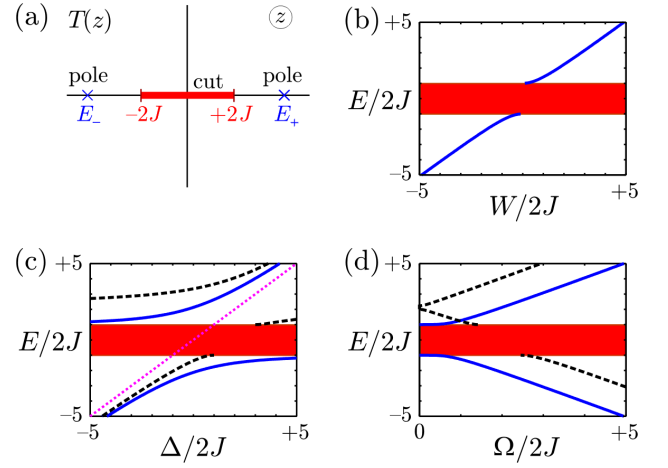 (a) T(z) z
pole cut pole
E₋ –2J +2J E₊
(b)
+5
E/2J
-5
-5 +5
W/2J
(c)
+5
E/2J
-5
-5 +5
Δ/2J
(d)
+5
E/2J
-5
0 +5
Ω/2J